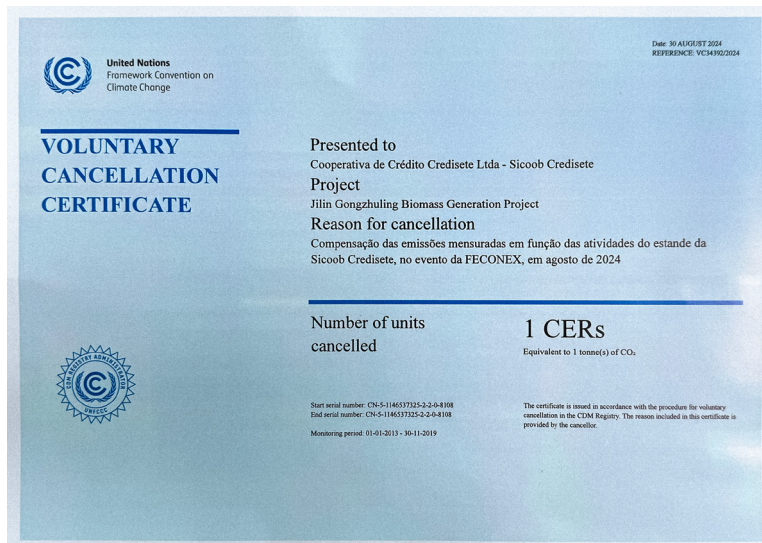 Date: 30 AUGUST 2024
REFERENCE: VC34392/2024
United Nations
Framework Convention on
Climate Change
VOLUNTARY
CANCELLATION
CERTIFICATE
Presented to
Cooperativa de Crédito Credisete Ltda - Sicoob Credisete
Project
Jilin Gongzhuling Biomass Generation Project
Reason for cancellation
Compensação das emissões mensuradas em função das atividades do estande da
Sicoob Credisete, no evento da FECONEX, em agosto de 2024
Number of units
cancelled
1 CERs
Equivalent to 1 tonne(s) of CO₂
CDM REGISTRY ADMINISTRATOR
UNFCCC
Start serial number: CN-5-1146537325-2-2-0-8108
End serial number: CN-5-1146537325-2-2-0-8108
Monitoring period: 01-01-2013 - 30-11-2019
The certificate is issued in accordance with the procedure for voluntary
cancellation in the CDM Registry. The reason included in this certificate is
provided by the cancellor.